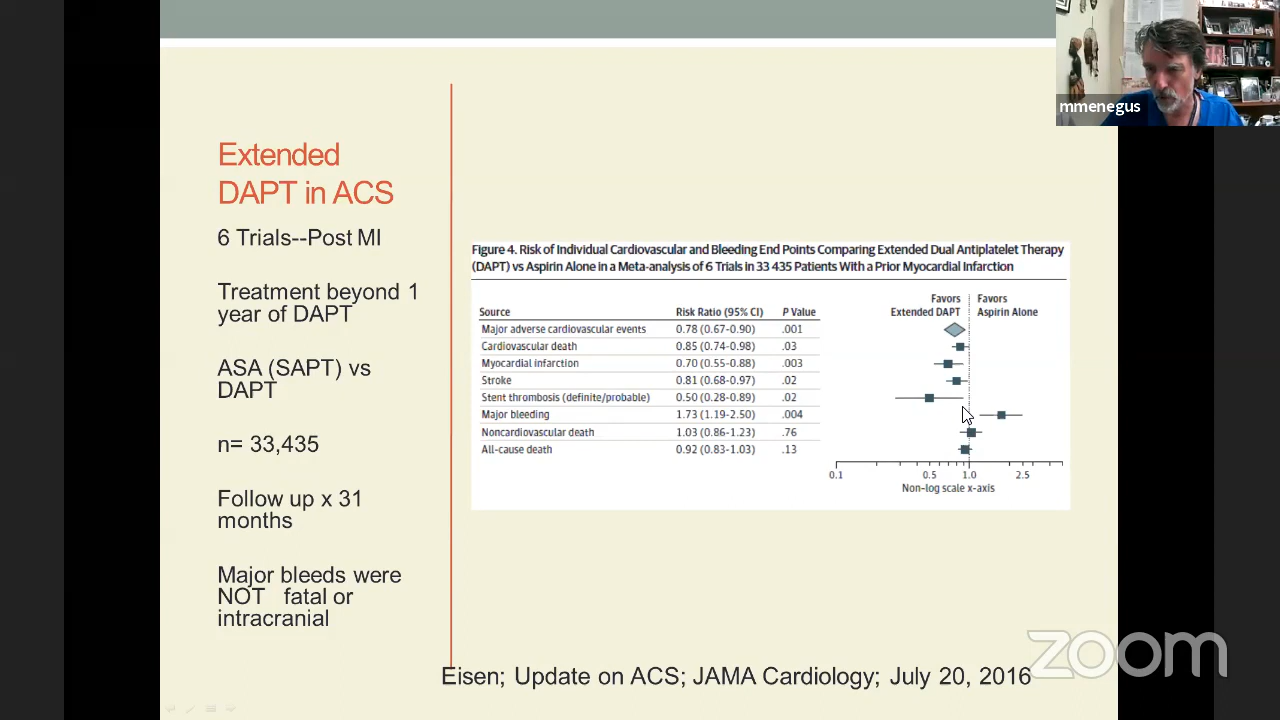 mmenegus
Extended
DAPT in ACS
6 Trials--Post MI
Treatment beyond 1
year of DAPT
ASA (SAPT) vs
DAPT
n= 33,435
Follow up x 31
months
Major bleeds were
NOT fatal or
intracranial
Figure 4. Risk of Individual Cardiovascular and Bleeding End Points Comparing Extended Dual Antiplatelet Therapy
(DAPT) vs Aspirin Alone in a Meta-analysis of 6 Trials in 33 435 Patients With a Prior Myocardial Infarction
Favors Favors
Source Risk Ratio (95% CI) P Value Extended DAPT Aspirin Alone
Major adverse cardiovascular events 0.78 (0.67-0.90) .001
Cardiovascular death 0.85 (0.74-0.98) .03
Myocardial infarction 0.70 (0.55-0.88) .003
Stroke 0.81 (0.68-0.97) .02
Stent thrombosis (definite/probable) 0.50 (0.28-0.89) .02
Major bleeding 1.73 (1.19-2.50) .004
Noncardiovascular death 1.03 (0.86-1.23) .76
All-cause death 0.92 (0.83-1.03) .13
0.1 0.5 1.0 2.5
Non-log scale x-axis
Eisen; Update on ACS; JAMA Cardiology; July 20, 2016
zoom